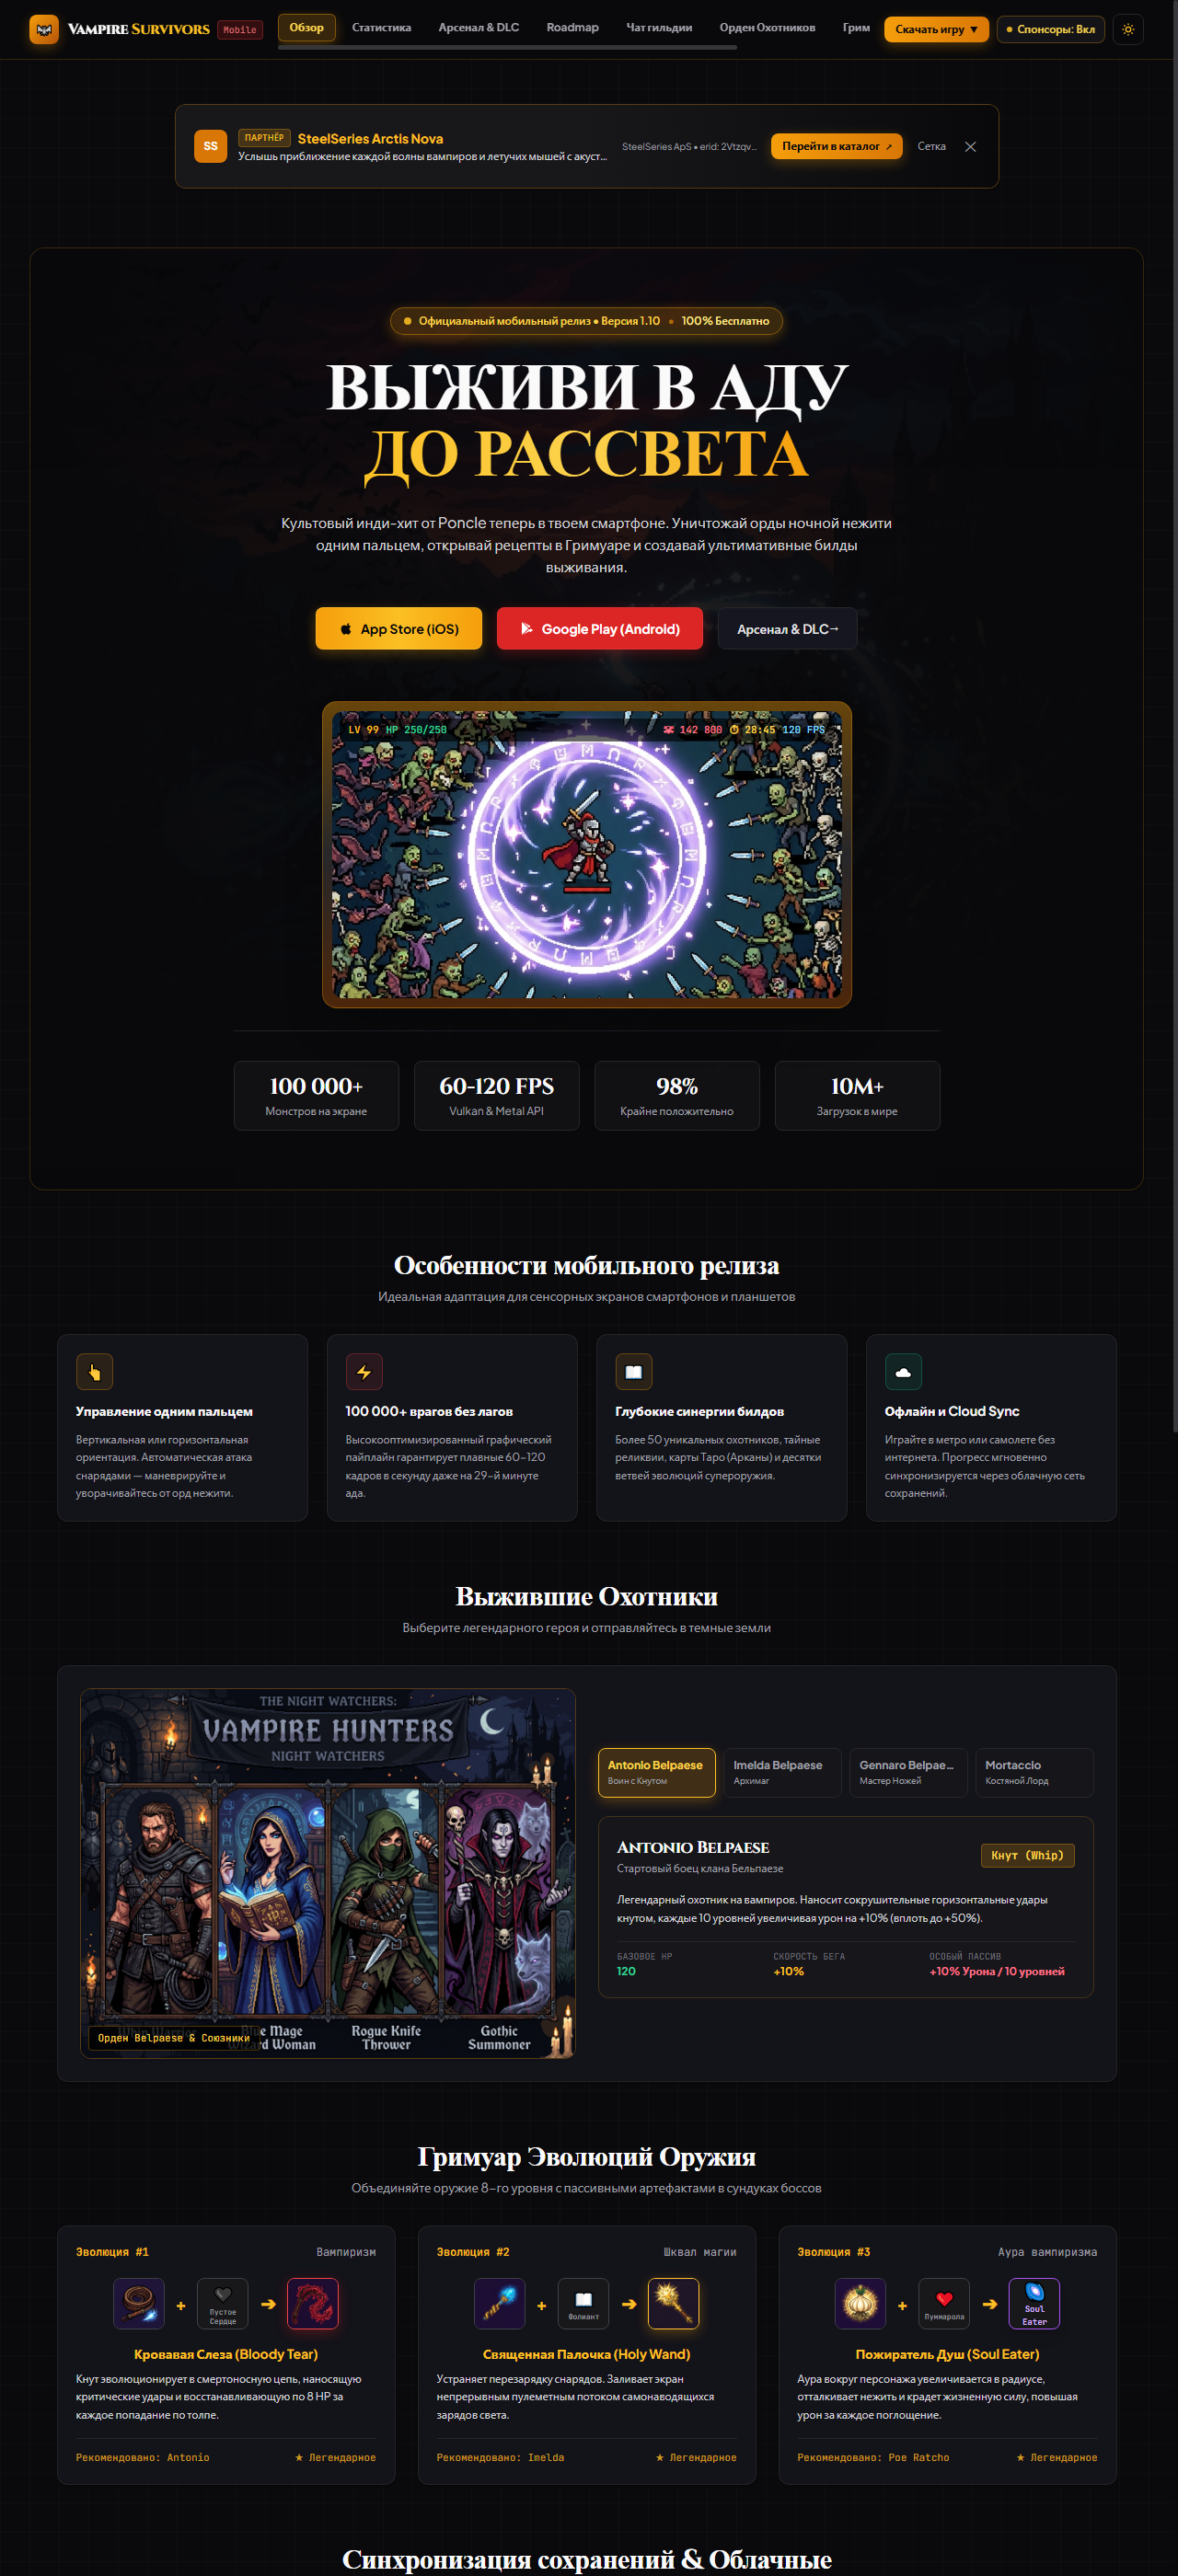 VAMPIRE SURVIVORS
Mobile
Обзор
Статистика
Арсенал & DLC
Roadmap
Чат гильдии
Орден Охотников
Грим
Скачать игру ▼
Спонсоры: Вкл
SS
ПАРТНЁР
SteelSeries Arctis Nova
Услышь приближение каждой волны вампиров и летучих мышей с акуст...
SteelSeries ApS • erid: 2Vtzqv...
Перейти в каталог ↗
Сетка
Официальный мобильный релиз • Версия 1.10 • 100% Бесплатно
ВЫЖИВИ В АДУ
ДО РАССВЕТА
Культовый инди-хит от Poncle теперь в твоем смартфоне. Уничтожай орды ночной нежити
одним пальцем, открывай рецепты в Гримуаре и создавай ультимативные билды
выживания.
App Store (iOS)
Google Play (Android)
Арсенал & DLC→
LV 99 HP 250/250
142 800
28:45
120 FPS
100 000+
Монстров на экране
60-120 FPS
Vulkan & Metal API
98%
Крайне положительно
10M+
Загрузок в мире
Особенности мобильного релиза
Идеальная адаптация для сенсорных экранов смартфонов и планшетов
Управление одним пальцем
Вертикальная или горизонтальная
ориентация. Автоматическая атака
снарядами — маневрируйте и
уворачивайтесь от орд нежити.
100 000+ врагов без лагов
Высокооптимизированный графический
пайплайн гарантирует плавные 60–120
кадров в секунду даже на 29-й минуте
ада.
Глубокие синергии билдов
Более 50 уникальных охотников, тайные
реликвии, карты Таро (Арканы) и десятки
ветвей эволюций супероружия.
Офлайн и Cloud Sync
Играйте в метро или самолете без
интернета. Прогресс мгновенно
синхронизируется через облачную сеть
сохранений.
Выжившие Охотники
Выберите легендарного героя и отправляйтесь в темные земли
THE NIGHT WATCHERS:
VAMPIRE HUNTERS
NIGHT WATCHERS
Rogue Knife
Thrower
Gothic
Summoner
Орден Belpaese & Союзники
e Mage
d Woman
Antonio Belpaese
Воин с Кнутом
Imelda Belpaese
Архимаг
Gennaro Belpae...
Мастер Ножей
Mortaccio
Костяной Лорд
ANTONIO BELPAESE
Стартовый боец клана Бельпаезе
Кнут (Whip)
Легендарный охотник на вампиров. Наносит сокрушительные горизонтальные удары
кнутом, каждые 10 уровней увеличивая урон на +10% (вплоть до +50%).
БАЗОВОЕ HP
120
СКОРОСТЬ БЕГА
+10%
ОСОБЫЙ ПАССИВ
+10% Урона / 10 уровней
Гримуар Эволюций Оружия
Объединяйте оружие 8-го уровня с пассивными артефактами в сундуках боссов
Эволюция #1
Вампиризм
+
Пустое
Сердце
➔
Кровавая Слеза (Bloody Tear)
Кнут эволюционирует в смертоносную цепь, наносящую
критические удары и восстанавливающую по 8 HP за
каждое попадание по толпе.
Рекомендовано: Antonio
★ Легендарное
Эволюция #2
Шквал магии
+
Фолиант
➔
Священная Палочка (Holy Wand)
Устраняет перезарядку снарядов. Заливает экран
непрерывным пулеметным потоком самонаводящихся
зарядов света.
Рекомендовано: Imelda
★ Легендарное
Эволюция #3
Аура вампиризма
+
Пуммарола
➔
Soul
Eater
Пожиратель Душ (Soul Eater)
Аура вокруг персонажа увеличивается в радиусе,
отталкивает нежить и крадет жизненную силу, повышая
урон за каждое поглощение.
Рекомендовано: Poe Ratcho
★ Легендарное
Синхронизация сохранений & Облачные